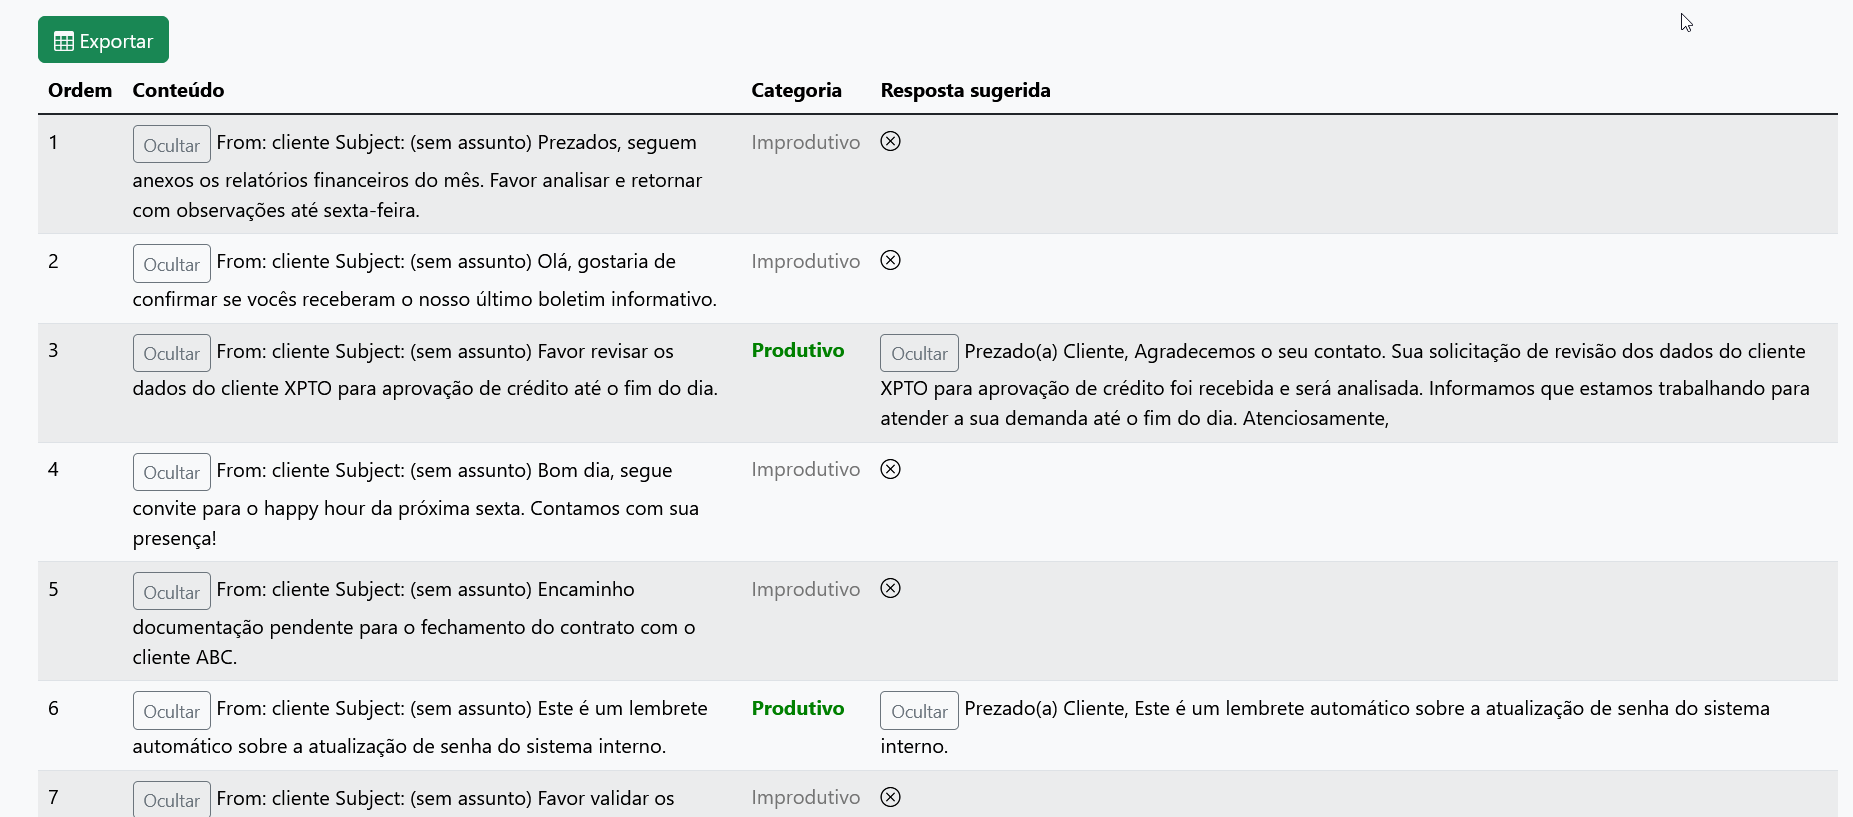 Exportar
Ordem Conteúdo Categoria Resposta sugerida
1 Ocultar From: cliente Subject: (sem assunto) Prezados, seguem Improdutivo
anexos os relatórios financeiros do mês. Favor analisar e retornar
com observações até sexta-feira.
2 Ocultar From: cliente Subject: (sem assunto) Olá, gostaria de Improdutivo
confirmar se vocês receberam o nosso último boletim informativo.
3 Ocultar From: cliente Subject: (sem assunto) Favor revisar os Produtivo Ocultar Prezado(a) Cliente, Agradecemos o seu contato. Sua solicitação de revisão dos dados do cliente
dados do cliente XPTO para aprovação de crédito até o fim do dia. XPTO para aprovação de crédito foi recebida e será analisada. Informamos que estamos trabalhando para
atender a sua demanda até o fim do dia. Atenciosamente,
4 Ocultar From: cliente Subject: (sem assunto) Bom dia, segue Improdutivo
convite para o happy hour da próxima sexta. Contamos com sua
presença!
5 Ocultar From: cliente Subject: (sem assunto) Encaminho Improdutivo
documentação pendente para o fechamento do contrato com o
cliente ABC.
6 Ocultar From: cliente Subject: (sem assunto) Este é um lembrete Produtivo Ocultar Prezado(a) Cliente, Este é um lembrete automático sobre a atualização de senha do sistema
automático sobre a atualização de senha do sistema interno. interno.
7 Ocultar From: cliente Subject: (sem assunto) Favor validar os Improdutivo